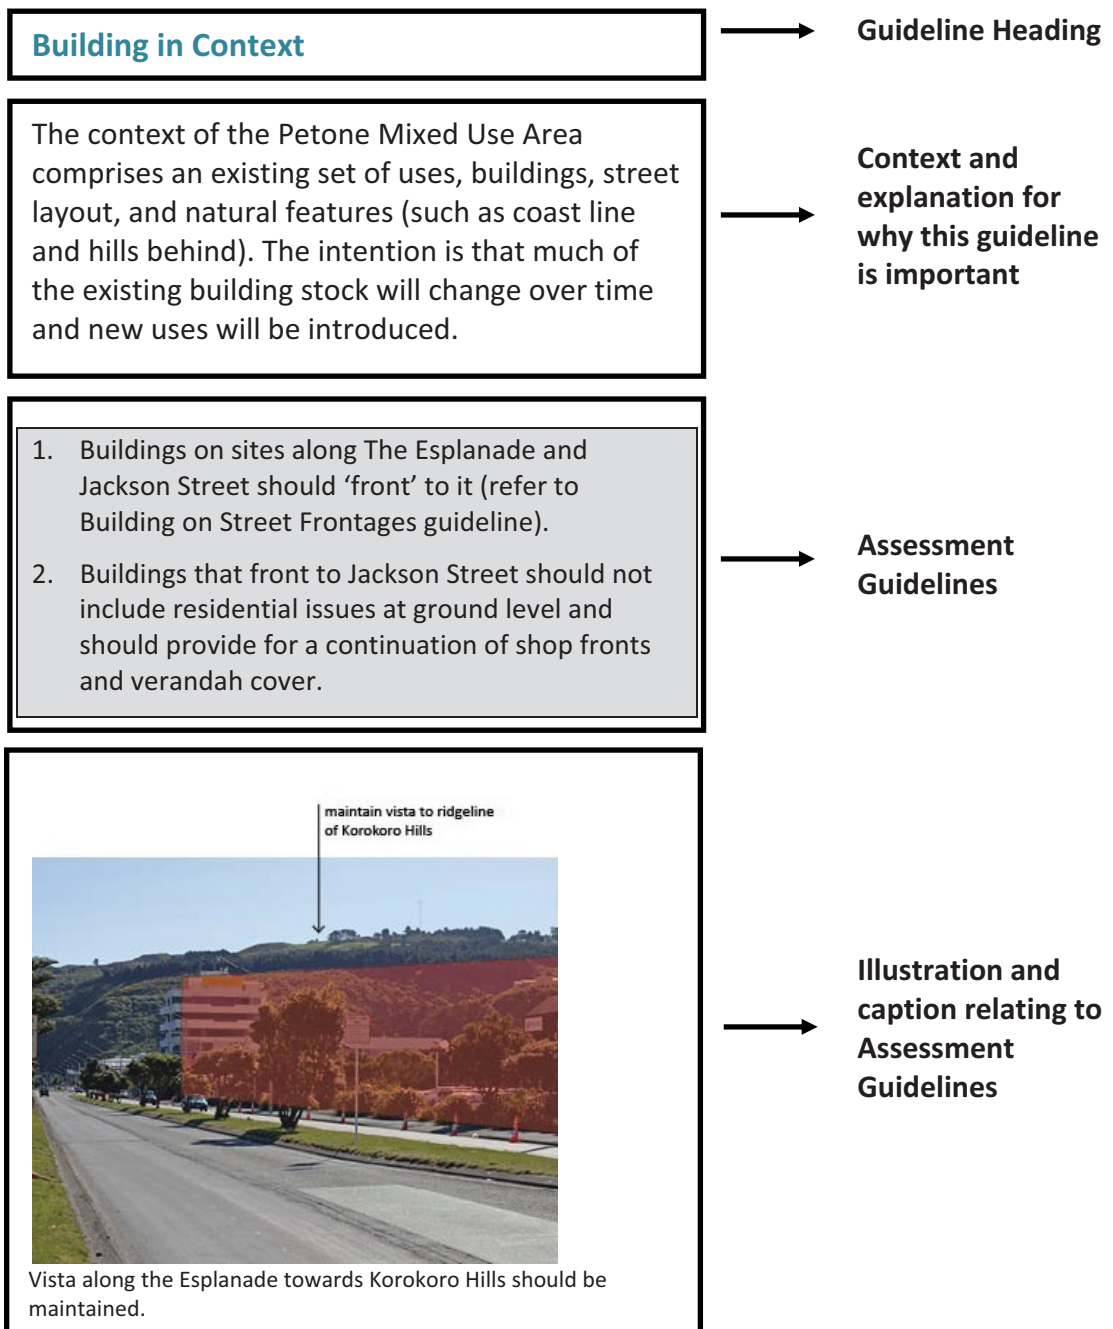 Building in Context
Guideline Heading
The context of the Petone Mixed Use Area
comprises an existing set of uses, buildings, street
layout, and natural features (such as coast line
and hills behind). The intention is that much of
the existing building stock will change over time
and new uses will be introduced.
Context and
explanation for
why this guideline
is important
1. Buildings on sites along The Esplanade and
Jackson Street should ‘front’ to it (refer to
Building on Street Frontages guideline).
2. Buildings that front to Jackson Street should not
include residential issues at ground level and
should provide for a continuation of shop fronts
and verandah cover.
Assessment
Guidelines
maintain vista to ridgeline
of Korokoro Hills
Vista along the Esplanade towards Korokoro Hills should be
maintained.
Illustration and
caption relating to
Assessment
Guidelines